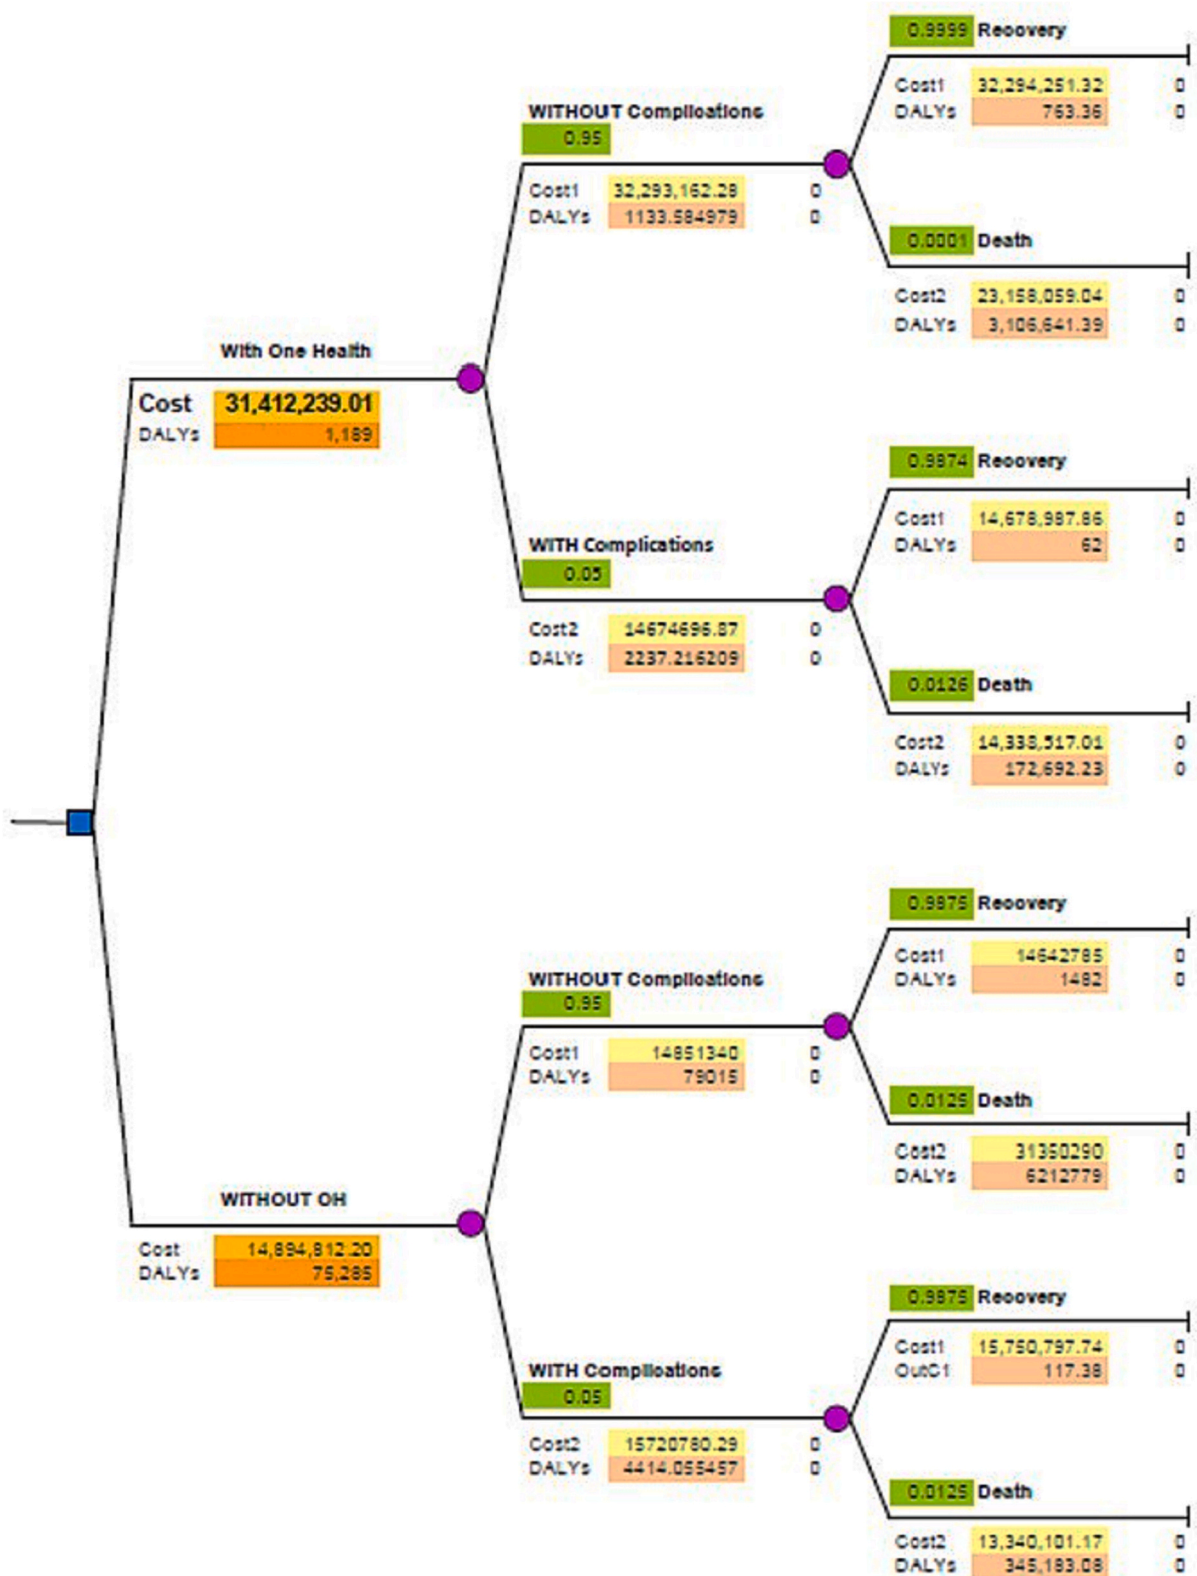 0.9999 Recovery
Cost1 32,294,251.32 0
DALYs 763.36 0
WITHOUT Complications
0.95
Cost1 32,293,162.28 0
DALYs 1133.584979 0
0.0001 Death
Cost2 23,158,059.04 0
DALYs 3,106,641.39 0
With One Health
Cost 31,412,239.01
DALYs 1,189
0.9874 Recovery
Cost1 14,678,987.86 0
DALYs 62 0
WITH Complications
0.05
Cost2 14674696.87 0
DALYs 2237.216209 0
0.0126 Death
Cost2 14,338,517.01 0
DALYs 172,692.23 0
0.9875 Recovery
Cost1 14642785 0
DALYs 1482 0
WITHOUT Complications
0.95
Cost1 14851340 0
DALYs 79015 0
0.0125 Death
Cost2 31350290 0
DALYs 6212779 0
WITHOUT OH
Cost 14,894,812.20
DALYs 75,285
0.9875 Recovery
Cost1 15,750,797.74 0
OutC1 117.38 0
WITH Complications
0.05
Cost2 15720780.29 0
DALYs 4414.055457 0
0.0125 Death
Cost2 13,340,101.17 0
DALYs 345,183.08 0